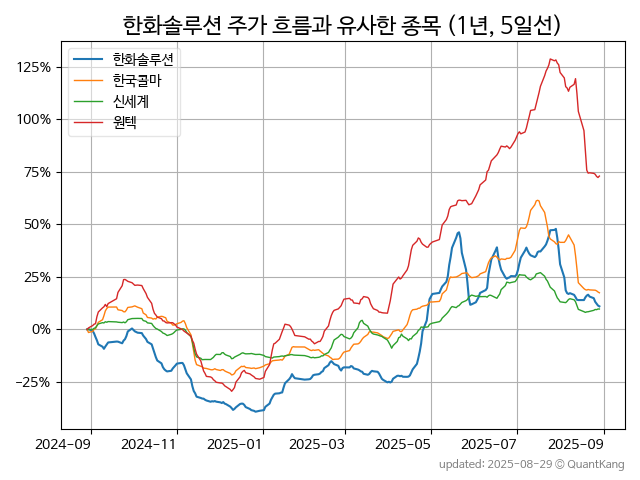 한화솔루션 주가 흐름과 유사한 종목 (1년, 5일선)
한화솔루션
한국콜마
신세계
원텍
125%
100%
75%
50%
25%
0%
−25%
2024-09 2024-11 2025-01 2025-03 2025-05 2025-07 2025-09
updated: 2025-08-29 © QuantKang